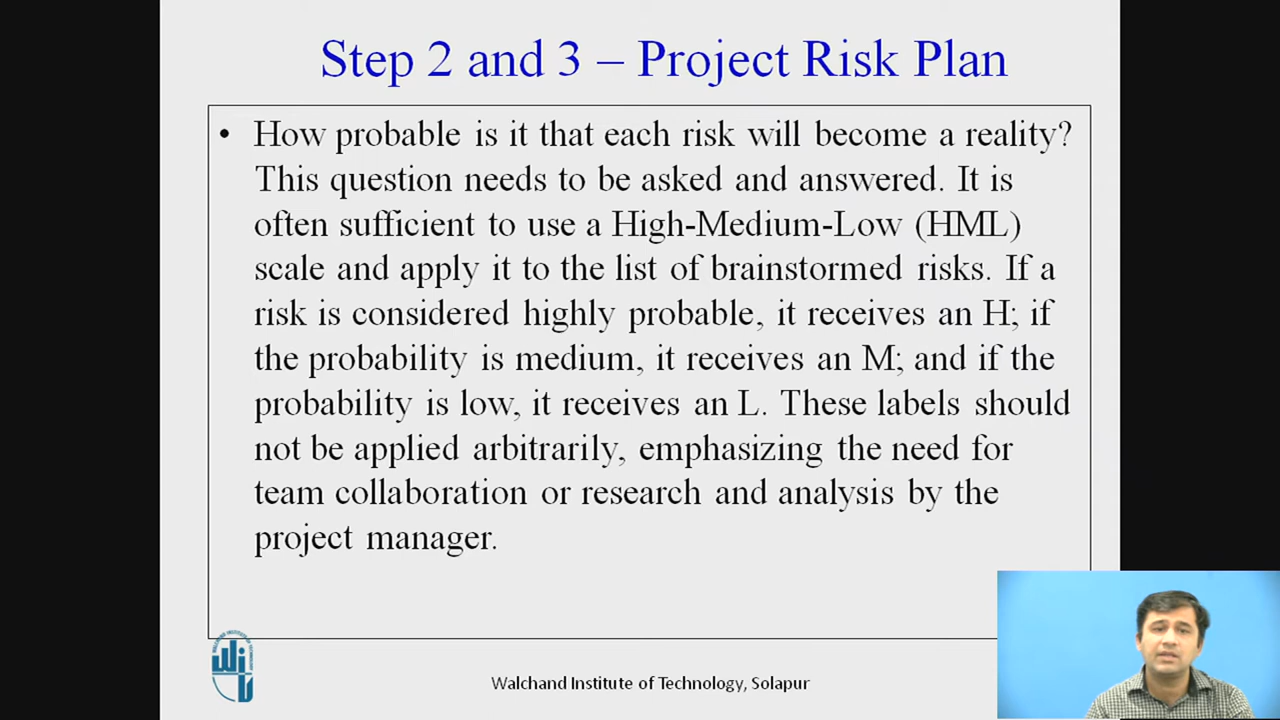 Step 2 and 3 – Project Risk Plan
• How probable is it that each risk will become a reality?
This question needs to be asked and answered. It is
often sufficient to use a High-Medium-Low (HML)
scale and apply it to the list of brainstormed risks. If a
risk is considered highly probable, it receives an H; if
the probability is medium, it receives an M; and if the
probability is low, it receives an L. These labels should
not be applied arbitrarily, emphasizing the need for
team collaboration or research and analysis by the
project manager.
Walchand Institute of Technology, Solapur